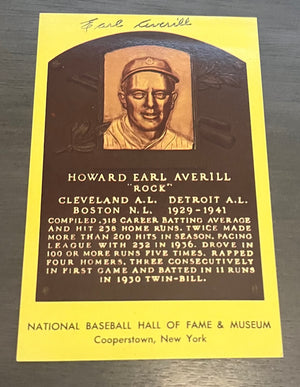 Earl Averill
HOWARD EARL AVERILL
"ROCK"
CLEVELAND A.L. DETROIT A.L.
BOSTON N.L. 1929-1941
COMPILED .318 CAREER BATTING AVERAGE
AND HIT 238 HOME RUNS. TWICE MADE
MORE THAN 200 HITS IN SEASON, PACING
LEAGUE WITH 232 IN 1936. DROVE IN
100 OR MORE RUNS FIVE TIMES. RAPPED
FOUR HOMERS, THREE CONSECUTIVELY
IN FIRST GAME AND BATTED IN 11 RUNS
IN 1930 TWIN-BILL.
NATIONAL BASEBALL HALL OF FAME & MUSEUM
Cooperstown, New York